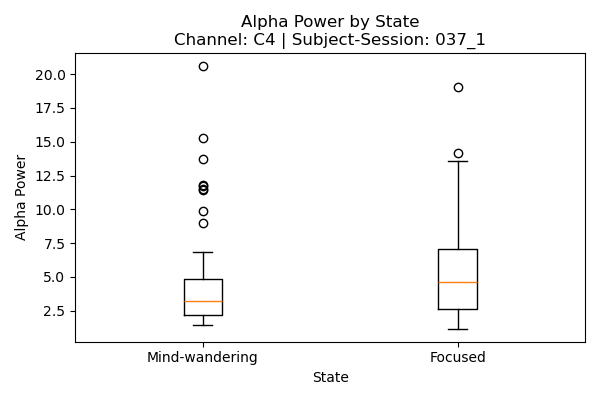 Alpha Power by State
Channel: C4 | Subject-Session: 037_1
20.0
17.5
15.0
12.5
10.0
7.5
5.0
2.5
Alpha Power
Mind-wandering
Focused
State